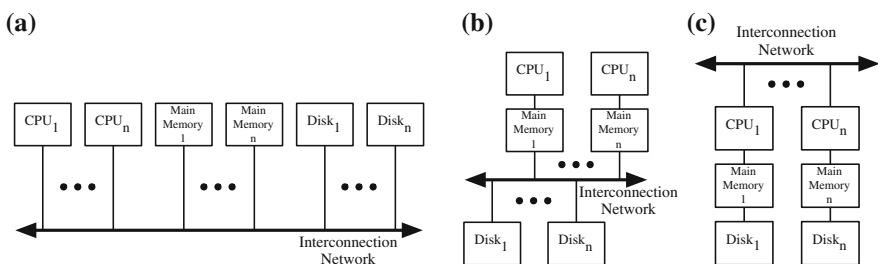 (a)
CPU1
CPUn
Main
Memory
1
Main
Memory
n
Disk1
Diskn
Interconnection
Network
(b)
CPU1
CPUn
Main
Memory
1
Main
Memory
n
Interconnection
Network
Disk1
Diskn
(c)
Interconnection
Network
CPU1
CPUn
Main
Memory
1
Main
Memory
n
Disk1
Diskn